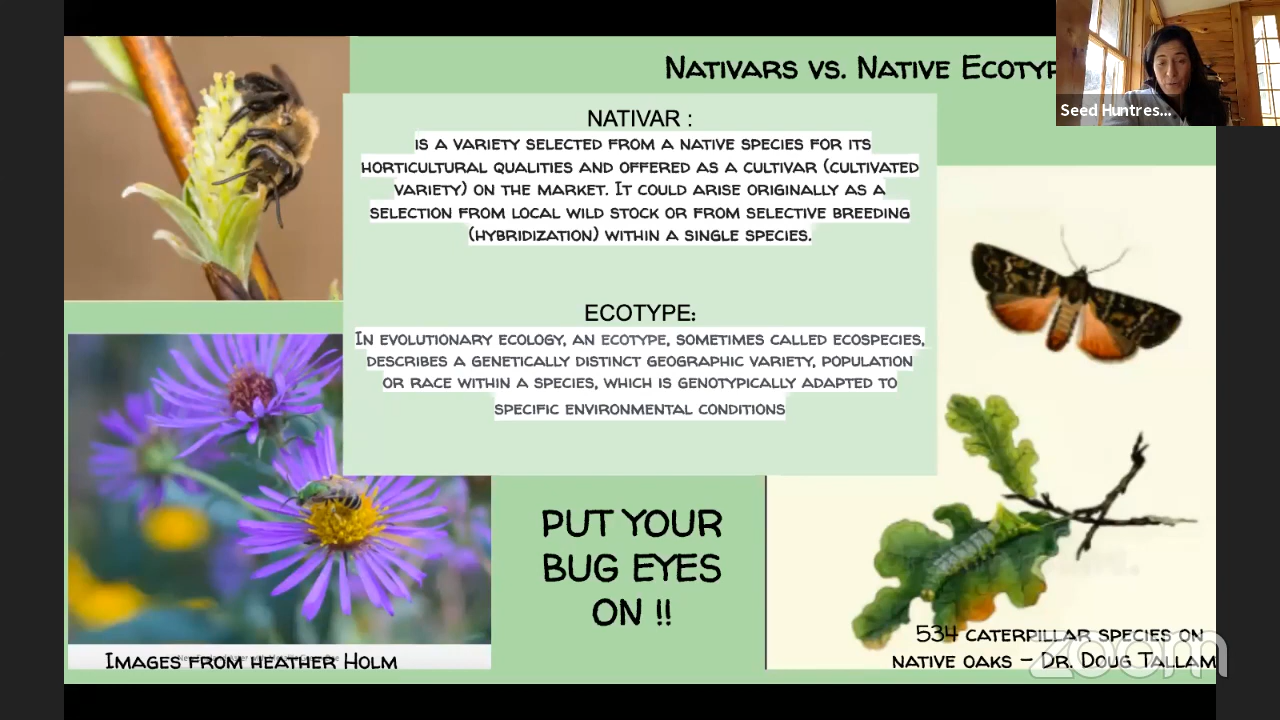 Nativars vs. Native Ecotyp
Seed Huntres...
NATIVAR :
is a variety selected from a native species for its
horticultural qualities and offered as a cultivar (cultivated
variety) on the market. It could arise originally as a
selection from local wild stock or from selective breeding
(hybridization) within a single species.
ECOTYPE:
In evolutionary ecology, an ecotype, sometimes called ecospecies,
describes a genetically distinct geographic variety, population
or race within a species, which is genotypically adapted to
specific environmental conditions
PUT YOUR
BUG EYES
ON !!
Images from heather Holm
534 caterpillar species on
native oaks – Dr. Doug Tallam
zoom